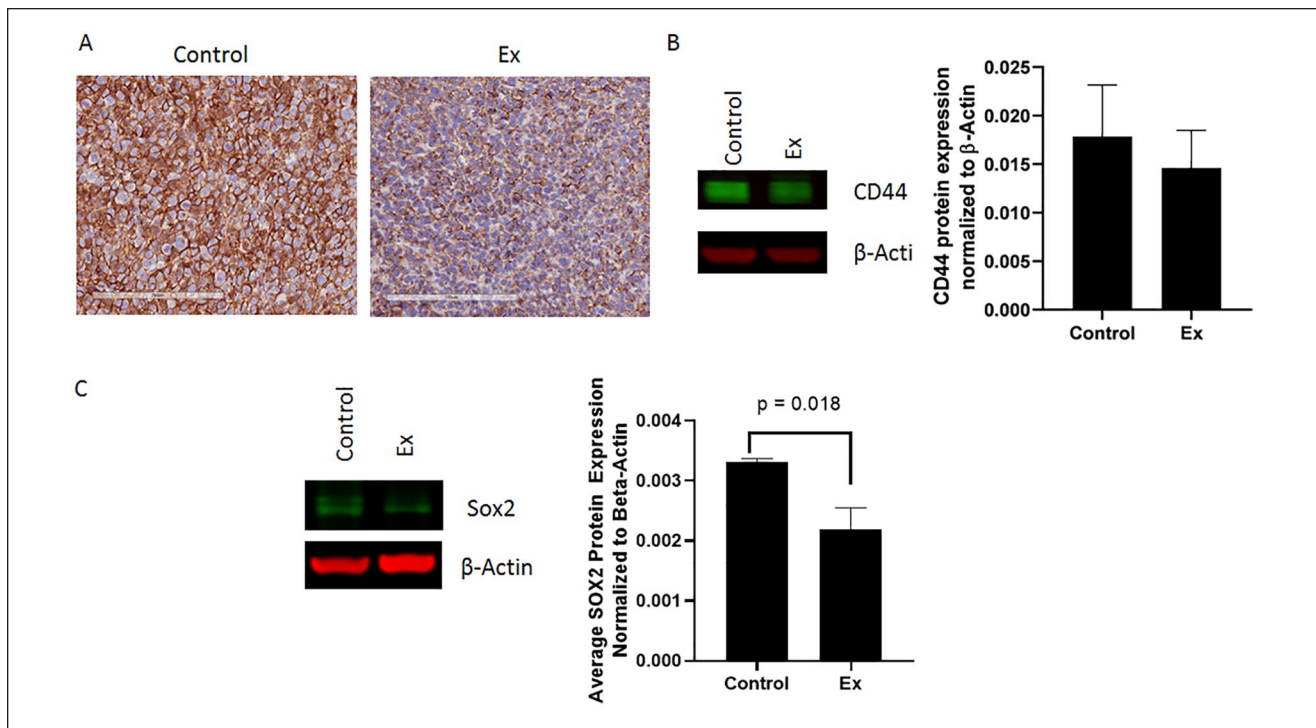 A
Control
Ex
B
Control
Ex
CD44
β-Acti
CD44 protein expression
normalized to β-Actin
0.025
0.020
0.015
0.010
0.005
0.000
Control
Ex
C
Control
Ex
Sox2
β-Actin
Average SOX2 Protein Expression
Normalized to Beta-Actin
p = 0.018
0.004
0.003
0.002
0.001
0.000
Control
Ex